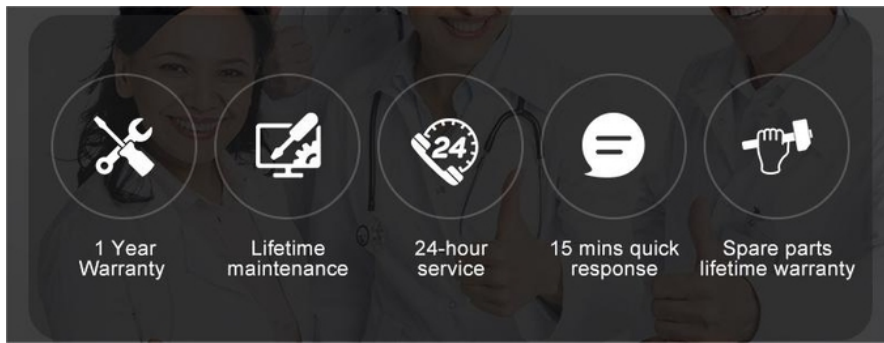 24
1 Year
Warranty
Lifetime
maintenance
24-hour
service
15 mins quick
response
Spare parts
lifetime warranty